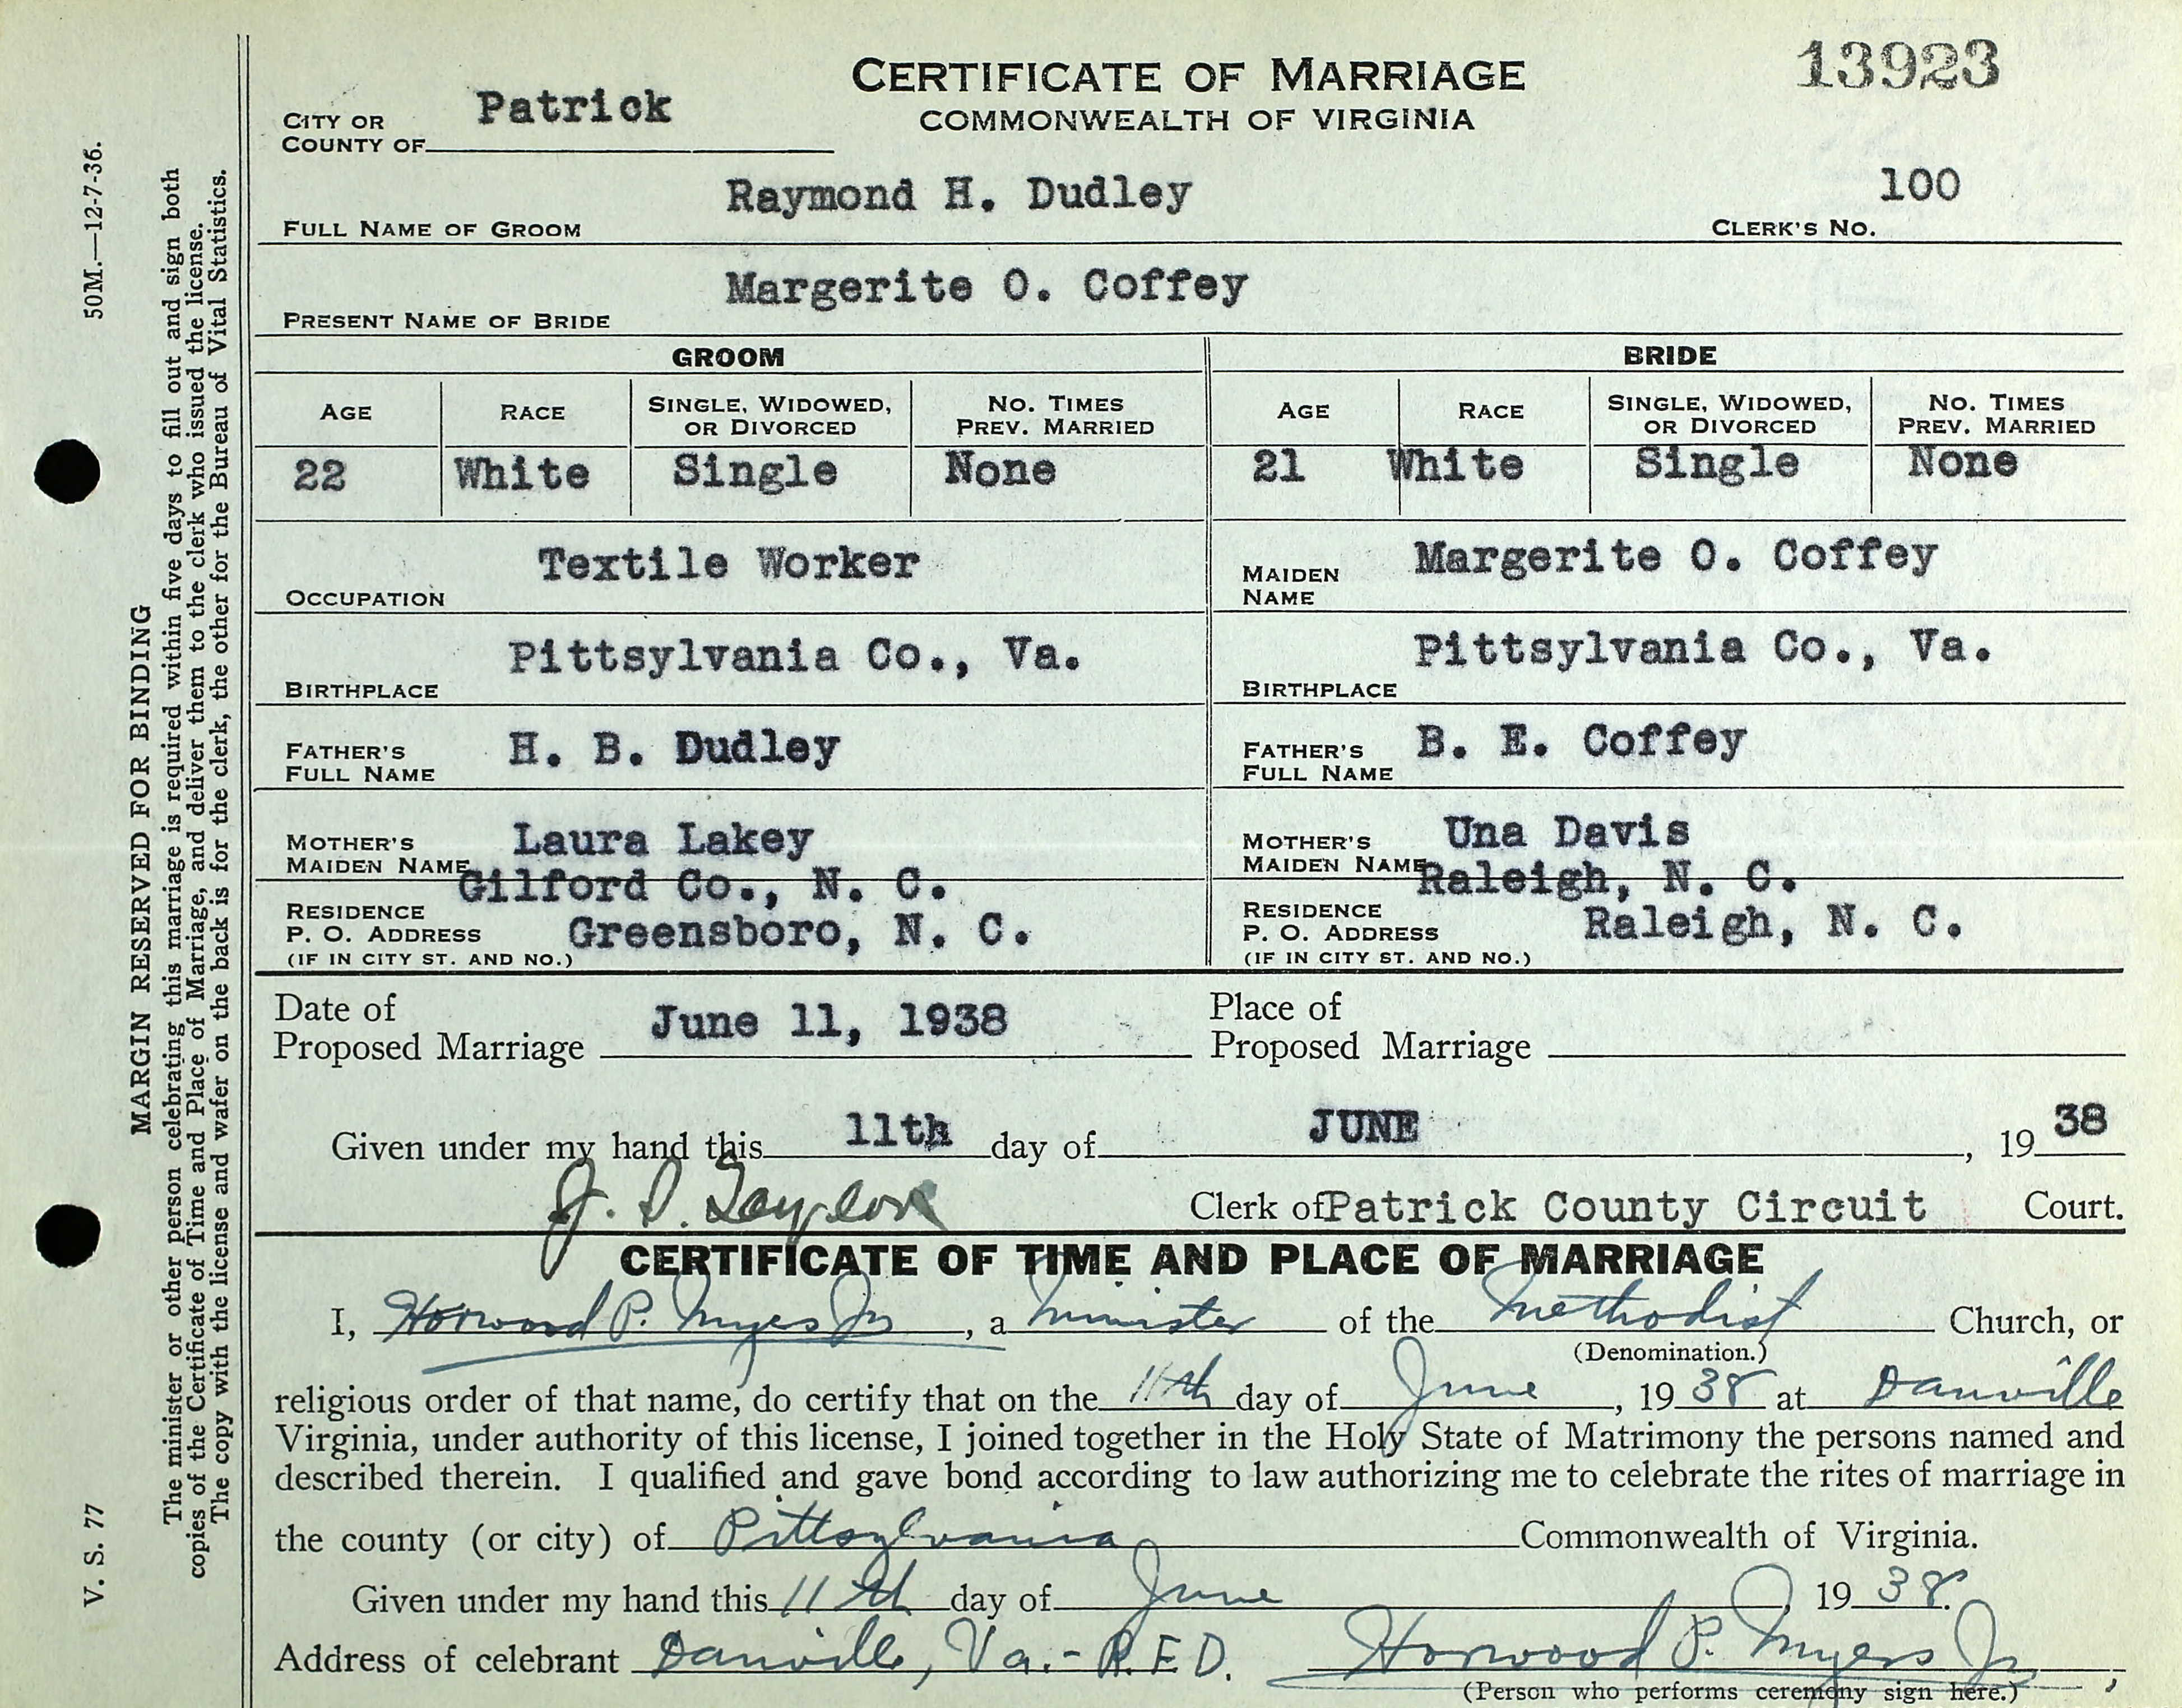 13923
CERTIFICATE OF MARRIAGE
COMMONWEALTH OF VIRGINIA
CITY OR
COUNTY OF Patrick
Raymond H. Dudley
FULL NAME OF GROOM
100
CLERK'S NO.
Margerite O. Coffey
PRESENT NAME OF BRIDE
GROOM
AGE RACE SINGLE, WIDOWED, OR DIVORCED NO. TIMES PREV. MARRIED
22 White Single None
OCCUPATION Textile Worker
BIRTHPLACE Pittsylvania Co., Va.
FATHER'S FULL NAME H. B. Dudley
MOTHER'S MAIDEN NAME Laura Lakey
Gilford Co., N. C.
RESIDENCE
P. O. ADDRESS Greensboro, N. C.
(IF IN CITY ST. AND NO.)
BRIDE
AGE RACE SINGLE, WIDOWED, OR DIVORCED NO. TIMES PREV. MARRIED
21 White Single None
MAIDEN NAME Margerite O. Coffey
BIRTHPLACE Pittsylvania Co., Va.
FATHER'S FULL NAME B. E. Coffey
MOTHER'S MAIDEN NAME Una Davis
Raleigh, N. C.
RESIDENCE
P. O. ADDRESS Raleigh, N. C.
(IF IN CITY ST. AND NO.)
Date of
Proposed Marriage June 11, 1938
Place of
Proposed Marriage
Given under my hand this 11th day of JUNE, 19 38
J. S. Taylor Clerk of Patrick County Circuit Court.
CERTIFICATE OF TIME AND PLACE OF MARRIAGE
I, Horwood P. Myers Jr, a minister of the Methodist Church, or
(Denomination.)
religious order of that name, do certify that on the 11th day of June, 19 38 at Danville
Virginia, under authority of this license, I joined together in the Holy State of Matrimony the persons named and
described therein. I qualified and gave bond according to law authorizing me to celebrate the rites of marriage in
the county (or city) of Pittsylvania Commonwealth of Virginia.
Given under my hand this 11th day of June, 19 38.
Address of celebrant Danville, Va. - R.F.D. Horwood P. Myers Jr
(Person who performs ceremony sign here.)
V. S. 77 50M.—12-7-36.
MARGIN RESERVED FOR BINDING
The minister or other person celebrating this marriage is required within five days to fill out and sign both
copies of the Certificate of Time and Place of Marriage, and deliver them to the clerk who issued the license.
The copy with the license and wafer on the back is for the clerk, the other for the Bureau of Vital Statistics.